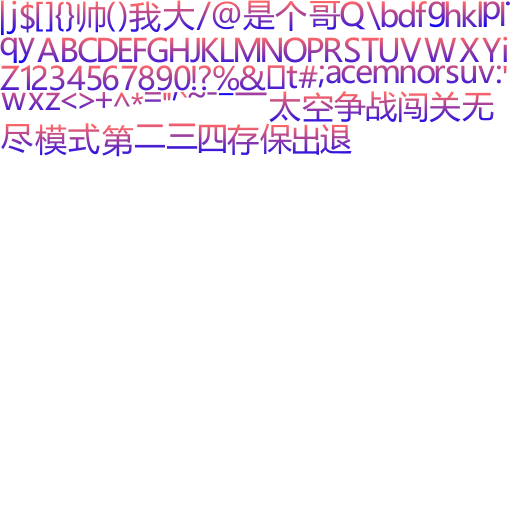 |j$[]{}帅()我大/@是个哥Q\bdfghklpi
qyABCDEFGHJKLMNOPRSTUVWXYi
Z1234567890!?%&□t#;acemnorsuv:'
wxz<>+^*="′`~-_—太空争战闯关无
尽模式第二三四存保出退